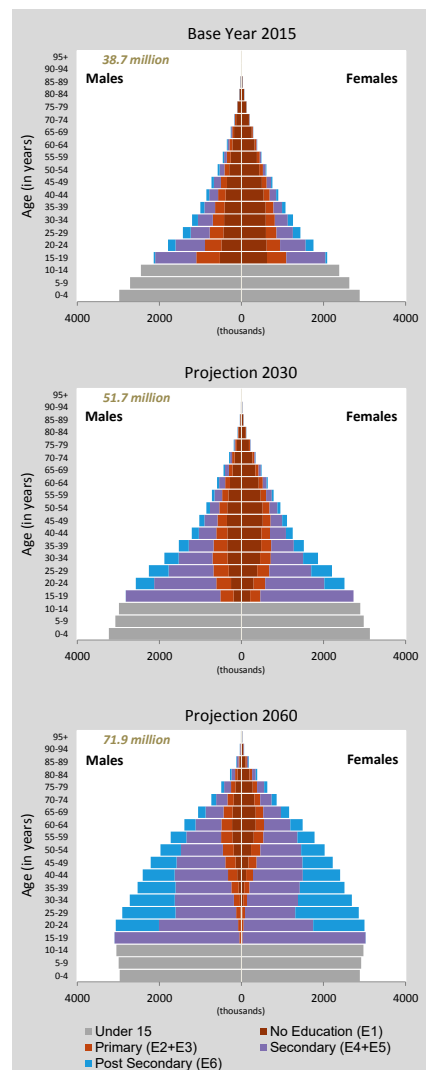 Base Year 2015
38.7 million
Males
Females
Age (in years)
95+
90-94
85-89
80-84
75-79
70-74
65-69
60-64
55-59
50-54
45-49
40-44
35-39
30-34
25-29
20-24
15-19
10-14
5-9
0-4
4000 2000 0 2000 4000
(thousands)
Projection 2030
51.7 million
Males
Females
Age (in years)
95+
90-94
85-89
80-84
75-79
70-74
65-69
60-64
55-59
50-54
45-49
40-44
35-39
30-34
25-29
20-24
15-19
10-14
5-9
0-4
4000 2000 0 2000 4000
(thousands)
Projection 2060
71.9 million
Males
Females
Age (in years)
95+
90-94
85-89
80-84
75-79
70-74
65-69
60-64
55-59
50-54
45-49
40-44
35-39
30-34
25-29
20-24
15-19
10-14
5-9
0-4
4000 2000 0 2000 4000
(thousands)
Under 15 No Education (E1)
Primary (E2+E3) Secondary (E4+E5)
Post Secondary (E6)